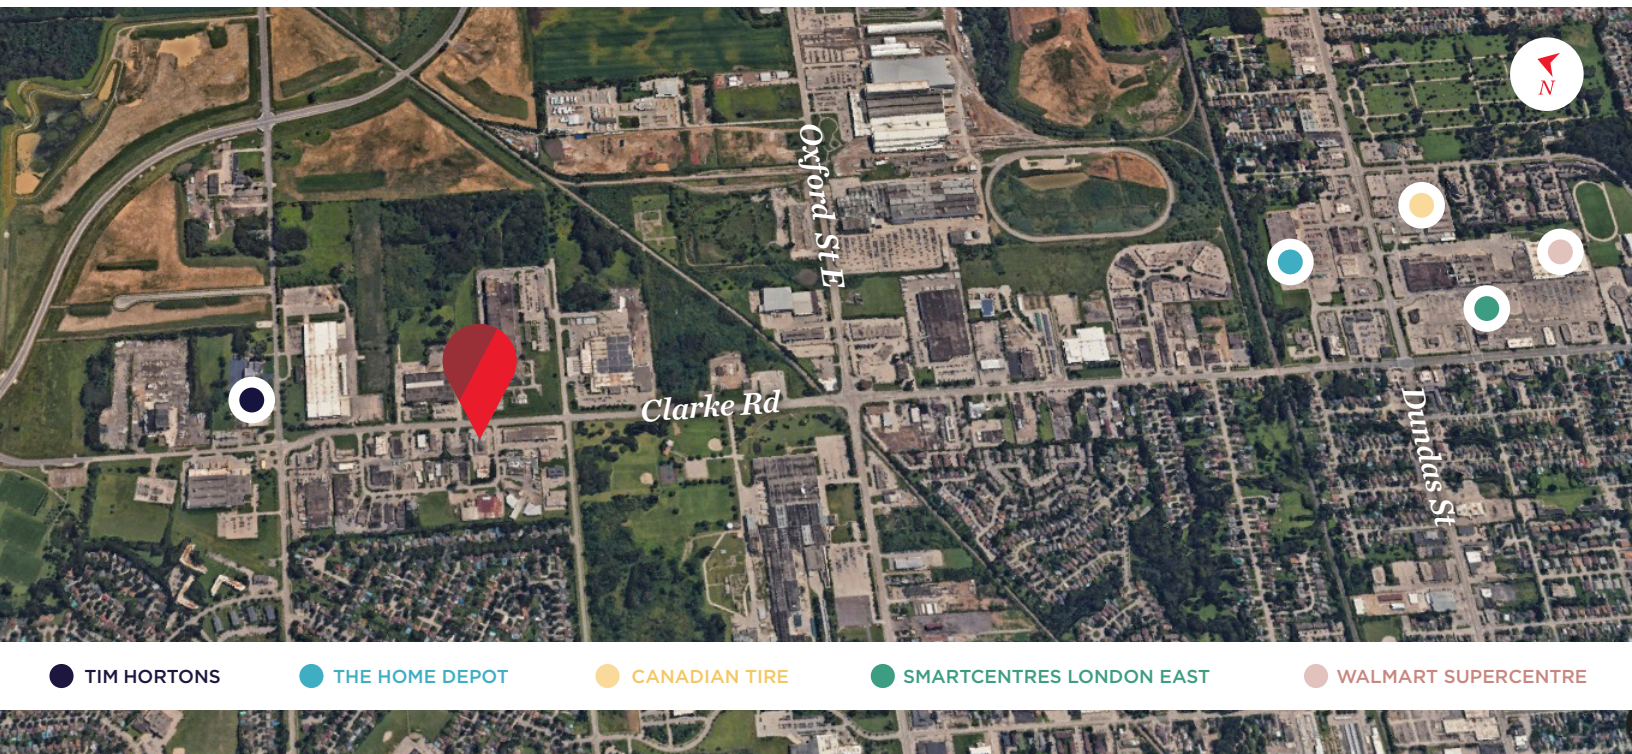 N
Oxford St E
Clarke Rd
Dundas St
TIM HORTONS
THE HOME DEPOT
CANADIAN TIRE
SMARTCENTRES LONDON EAST
WALMART SUPERCENTRE